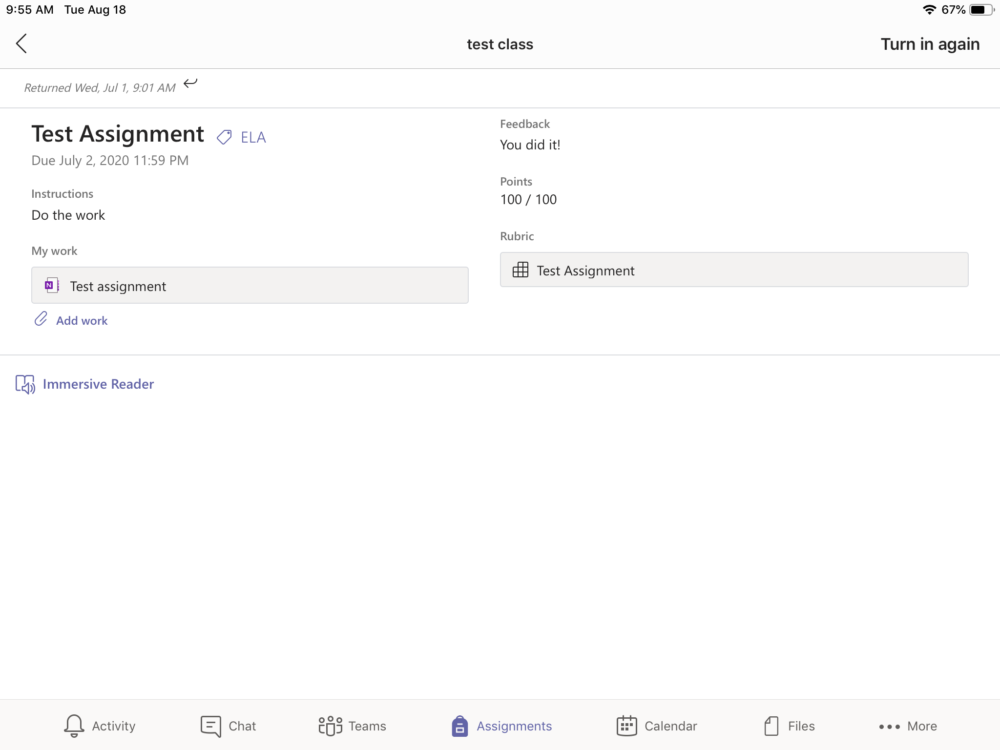 9:55 AM Tue Aug 18
67%
test class
Turn in again
Returned Wed, Jul 1, 9:01 AM
Test Assignment
ELA
Due July 2, 2020 11:59 PM
Instructions
Do the work
My work
N
Test assignment
Add work
Feedback
You did it!
Points
100 / 100
Rubric
Test Assignment
Immersive Reader
Activity
Chat
Teams
Assignments
Calendar
Files
More